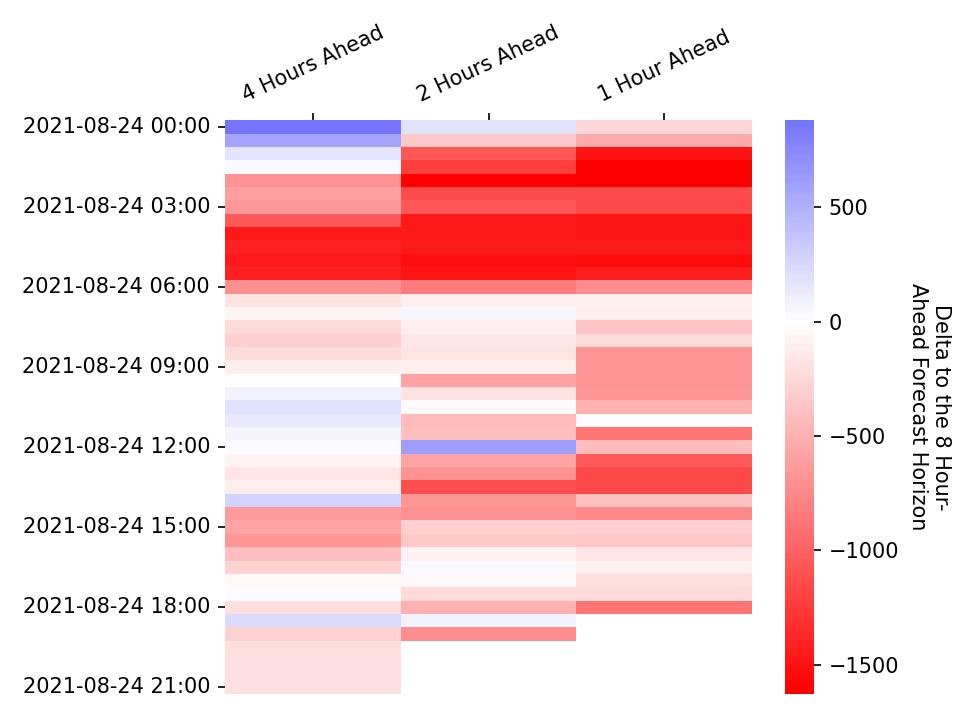 4 Hours Ahead
2 Hours Ahead
1 Hour Ahead
2021-08-24 00:00
2021-08-24 03:00
2021-08-24 06:00
2021-08-24 09:00
2021-08-24 12:00
2021-08-24 15:00
2021-08-24 18:00
2021-08-24 21:00
500
0
−500
−1000
−1500
Delta to the 8 Hour-
Ahead Forecast Horizon